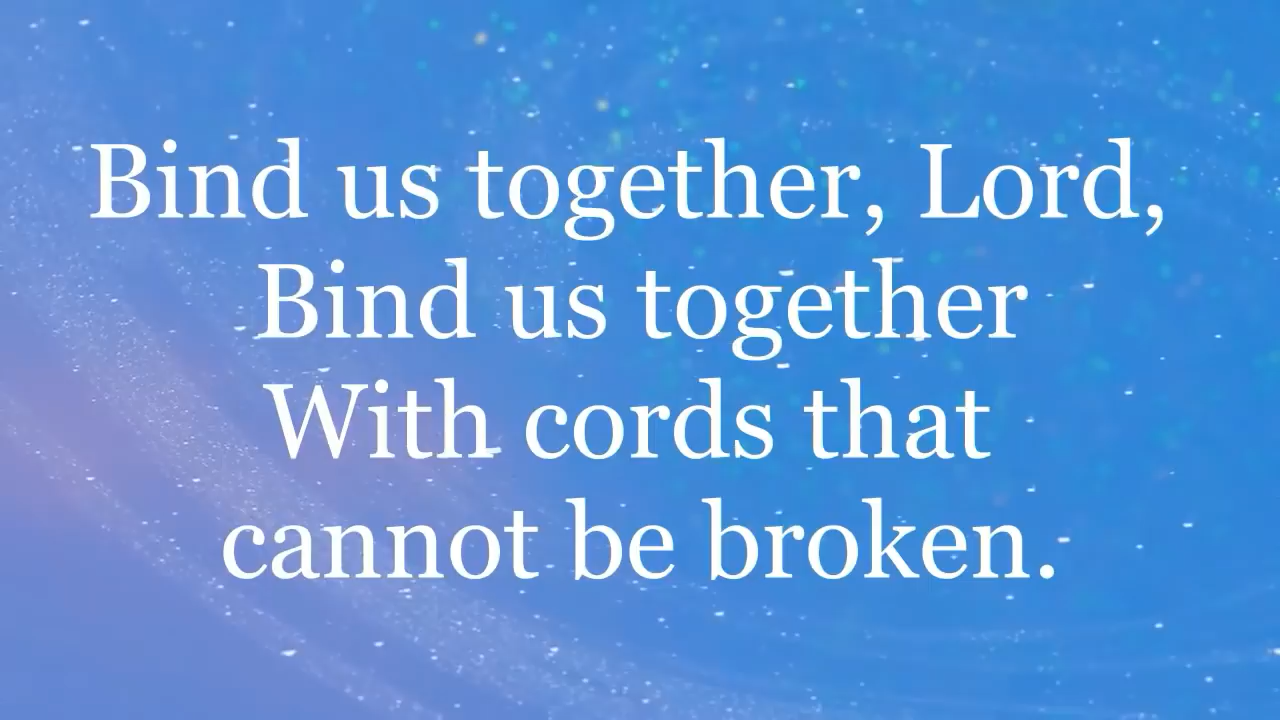 Bind us together, Lord,
Bind us together
With cords that
cannot be broken.